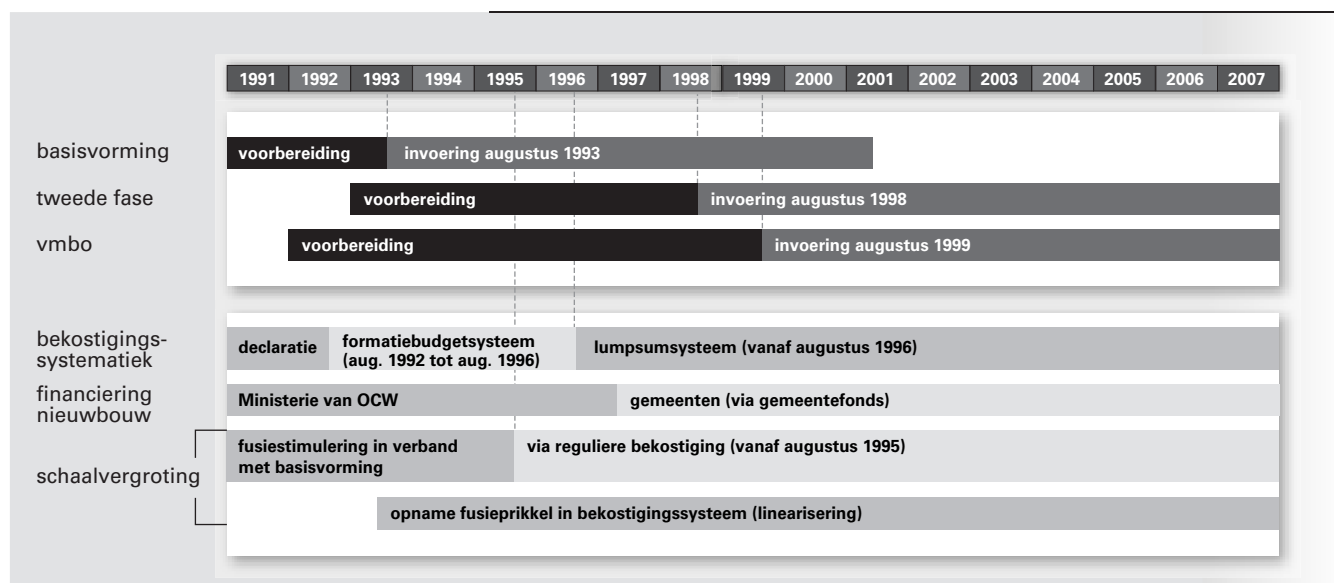 1991 1992 1993 1994 1995 1996 1997 1998 1999 2000 2001 2002 2003 2004 2005 2006 2007
basisvorming
voorbereiding
invoering augustus 1993
tweede fase
voorbereiding
invoering augustus 1998
vmbo
voorbereiding
invoering augustus 1999
bekostigings-
systematiek
declaratie
formatiebudgetsysteem
(aug. 1992 tot aug. 1996)
lumpsumsysteem (vanaf augustus 1996)
financiering
nieuwbouw
Ministerie van OCW
gemeenten (via gemeentefonds)
schaalvergroting
fusiestimulering in verband
met basisvorming
via reguliere bekostiging (vanaf augustus 1995)
opname fusieprikkel in bekostigingssysteem (linearisering)